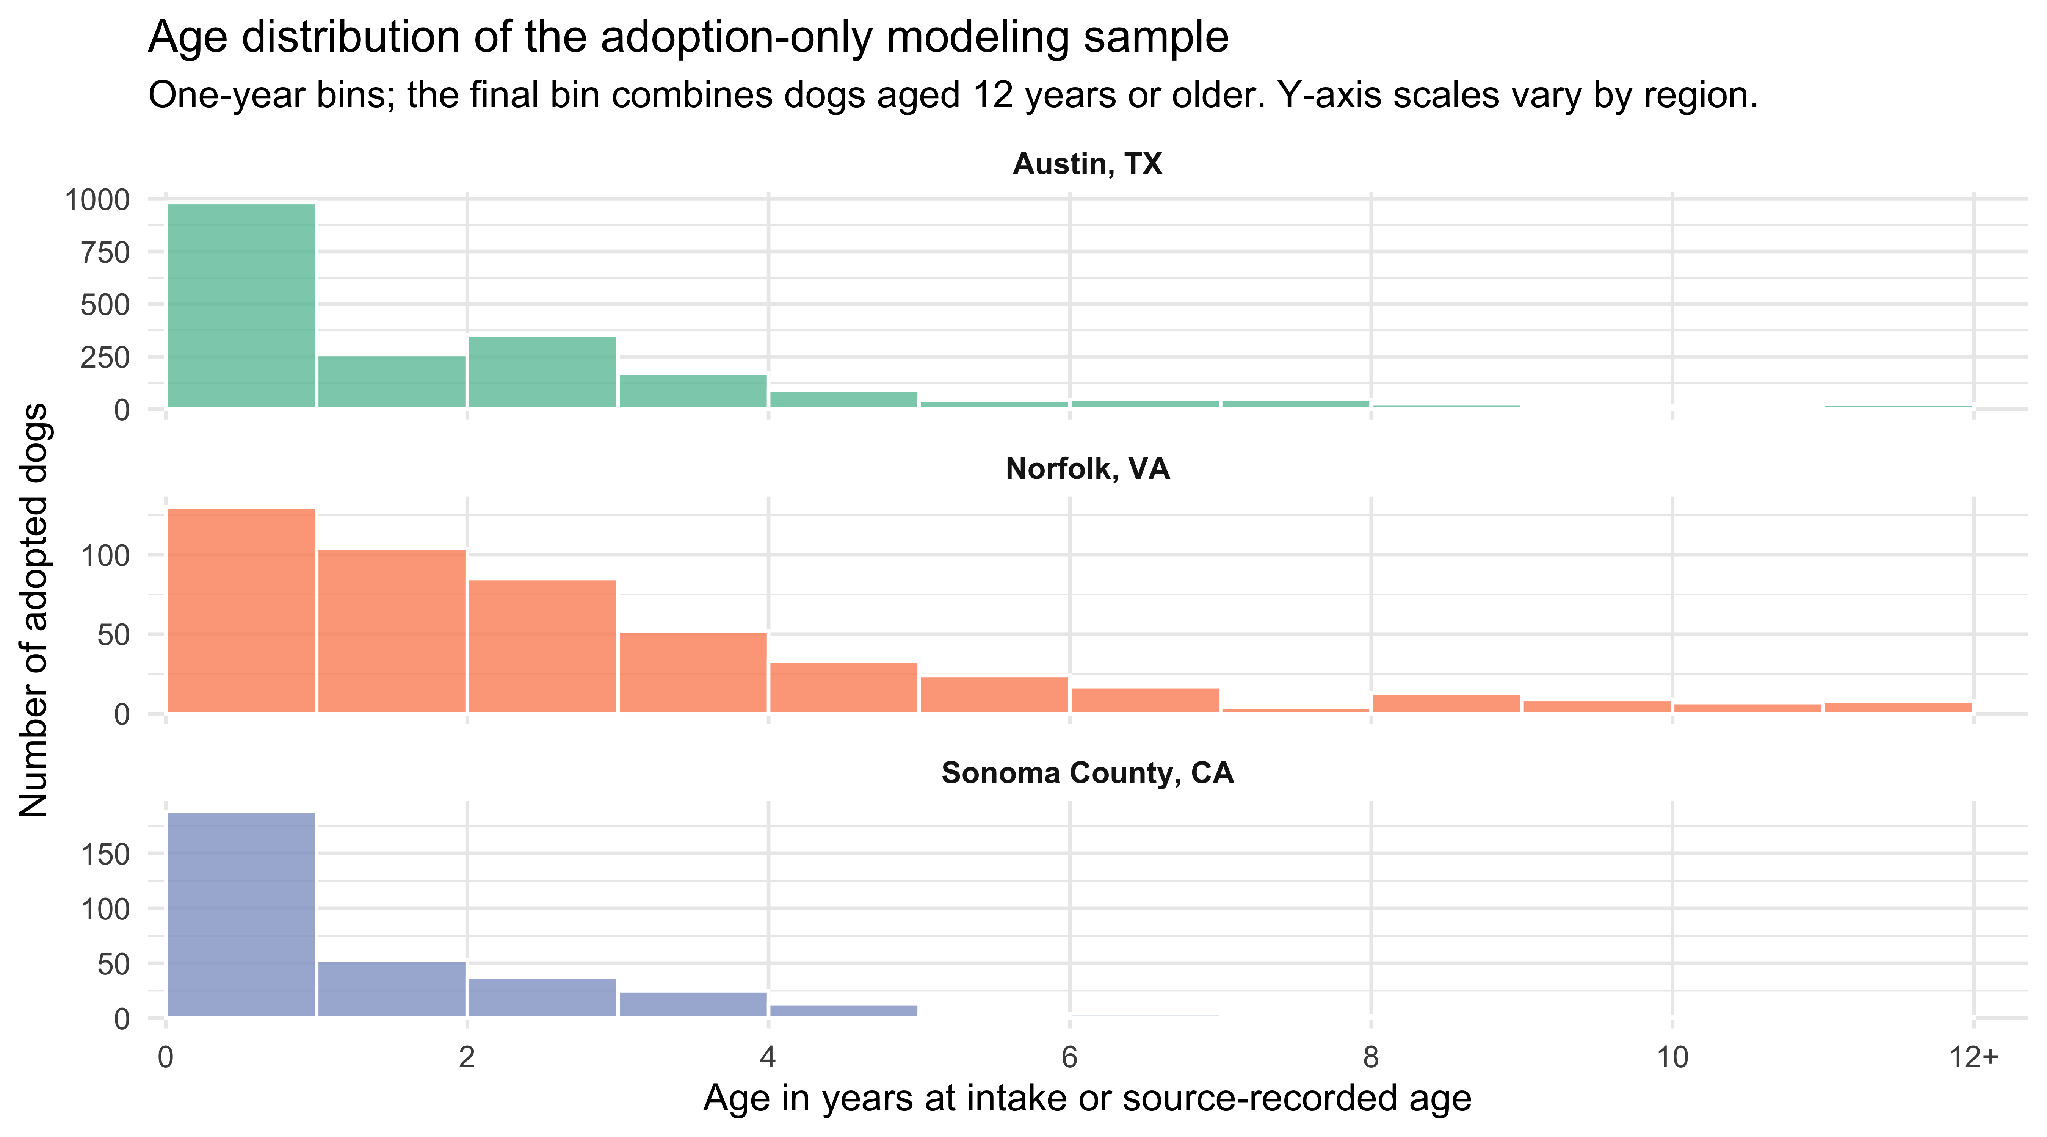 Age distribution of the adoption-only modeling sample
One-year bins; the final bin combines dogs aged 12 years or older. Y-axis scales vary by region.
Number of adopted dogs
Austin, TX
1000
750
500
250
0
Norfolk, VA
100
50
0
Sonoma County, CA
150
100
50
0
0 2 4 6 8 10 12+
Age in years at intake or source-recorded age